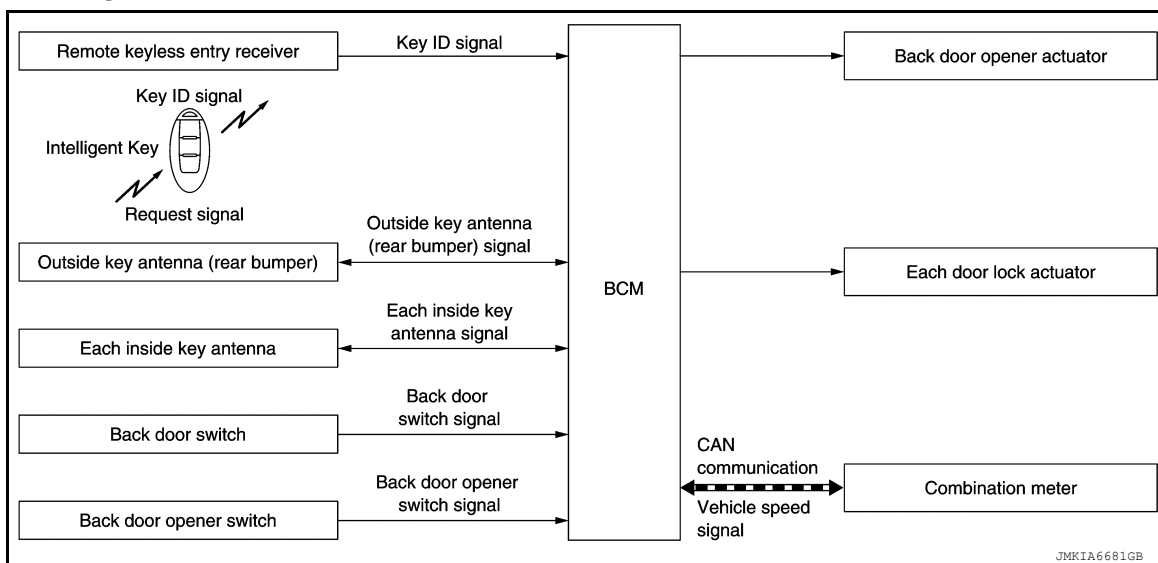 Remote keyless entry receiver
Key ID signal
Back door opener actuator
Key ID signal
Intelligent Key
Request signal
Outside key antenna
(rear bumper) signal
Outside key antenna (rear bumper)
BCM
Each door lock actuator
Each inside key
antenna signal
Each inside key antenna
Back door
switch signal
Back door switch
CAN
communication
Combination meter
Vehicle speed
signal
Back door opener
switch signal
Back door opener switch
JMKIA6681GB